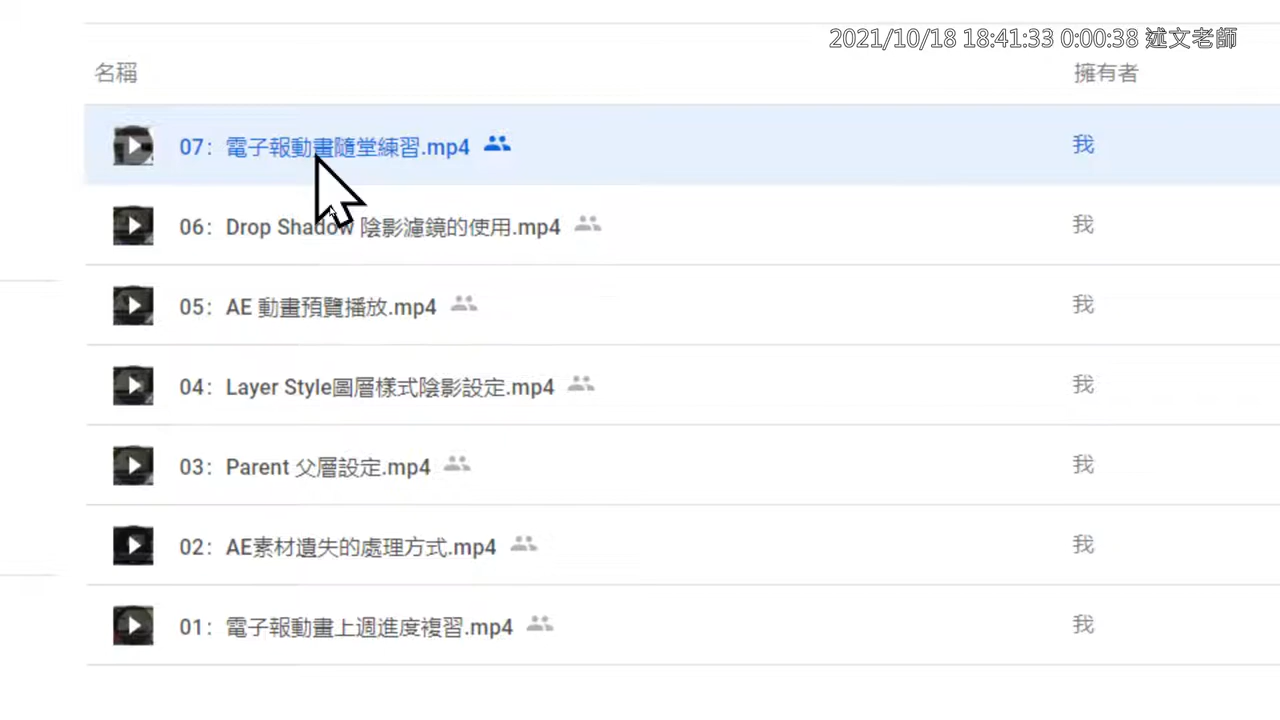 2021/10/18 18:41:33 0:00:38 述文老師
名稱 擁有者
07：電子報動畫隨堂練習.mp4 我
06：Drop Shadow 陰影濾鏡的使用.mp4 我
05：AE 動畫預覽播放.mp4 我
04：Layer Style圖層樣式陰影設定.mp4 我
03：Parent 父層設定.mp4 我
02：AE素材遺失的處理方式.mp4 我
01：電子報動畫上週進度複習.mp4 我